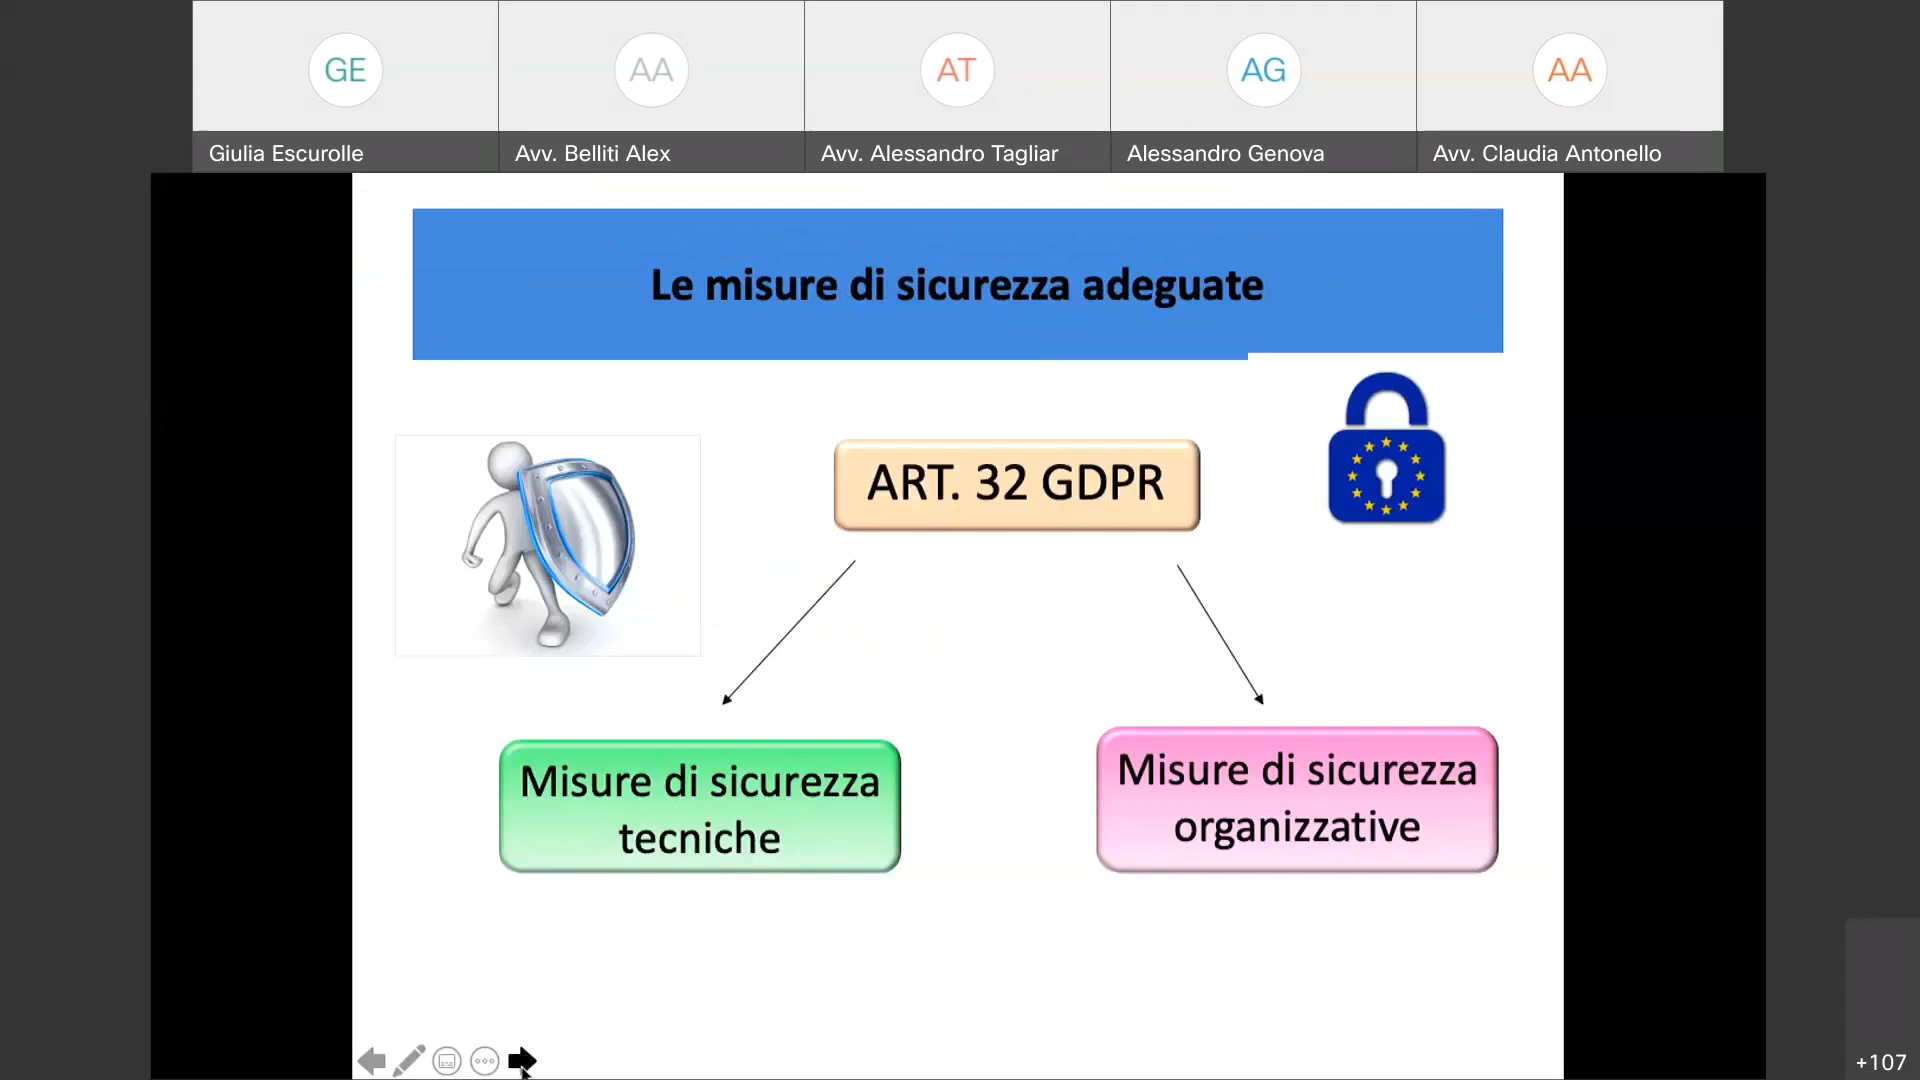 GE
AA
AT
AG
AA
Giulia Escurolle
Avv. Belliti Alex
Avv. Alessandro Tagliar
Alessandro Genova
Avv. Claudia Antonello
Le misure di sicurezza adeguate
ART. 32 GDPR
Misure di sicurezza
tecniche
Misure di sicurezza
organizzative
+107